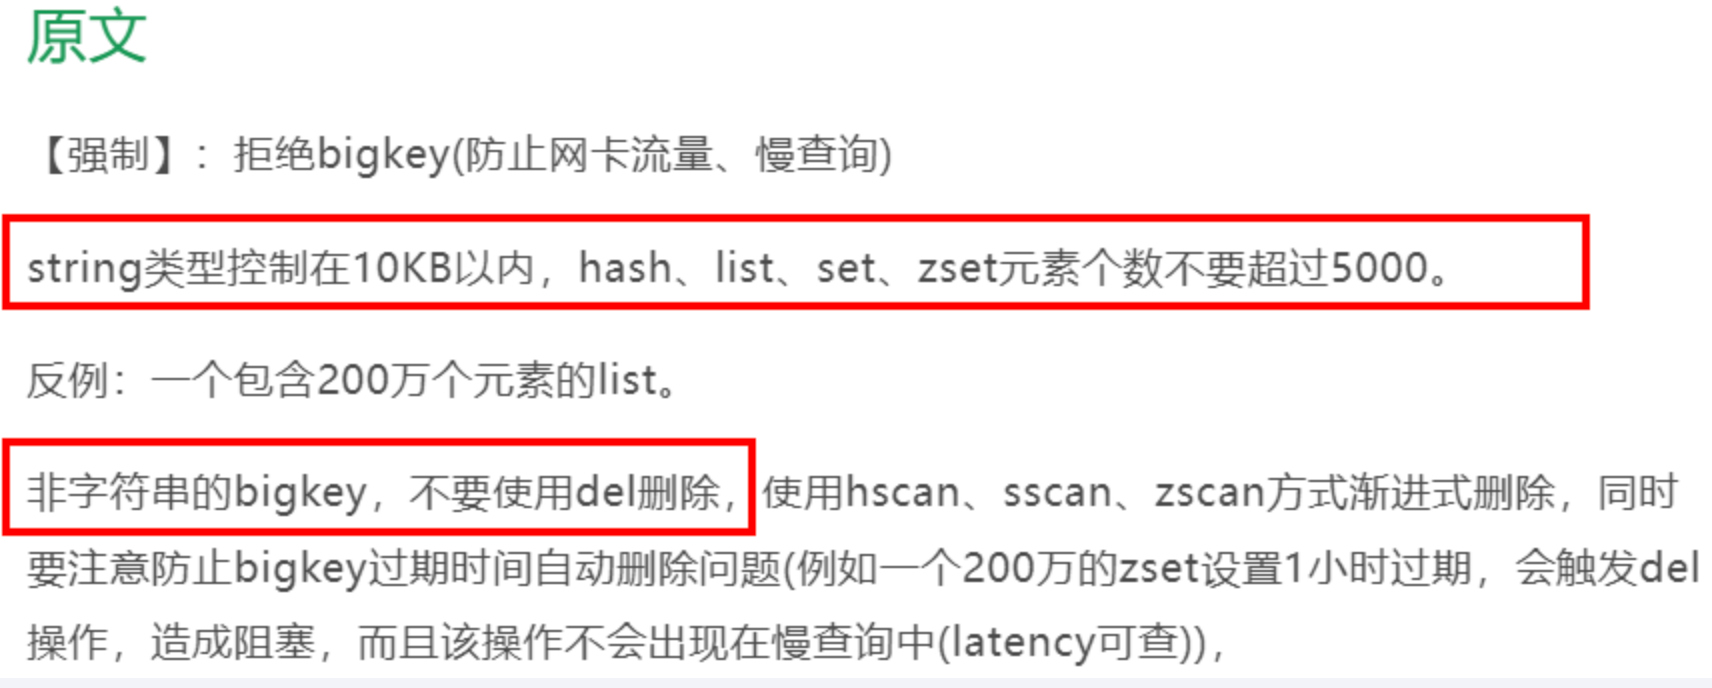 原文
【强制】：拒绝bigkey(防止网卡流量、慢查询)
string类型控制在10KB以内，hash、list、set、zset元素个数不要超过5000。
反例：一个包含200万个元素的list。
非字符串的bigkey，不要使用del删除，使用hscan、sscan、zscan方式渐进式删除，同时
要注意防止bigkey过期时间自动删除问题(例如一个200万的zset设置1小时过期，会触发del
操作，造成阻塞，而且该操作不会出现在慢查询中(latency可查))，